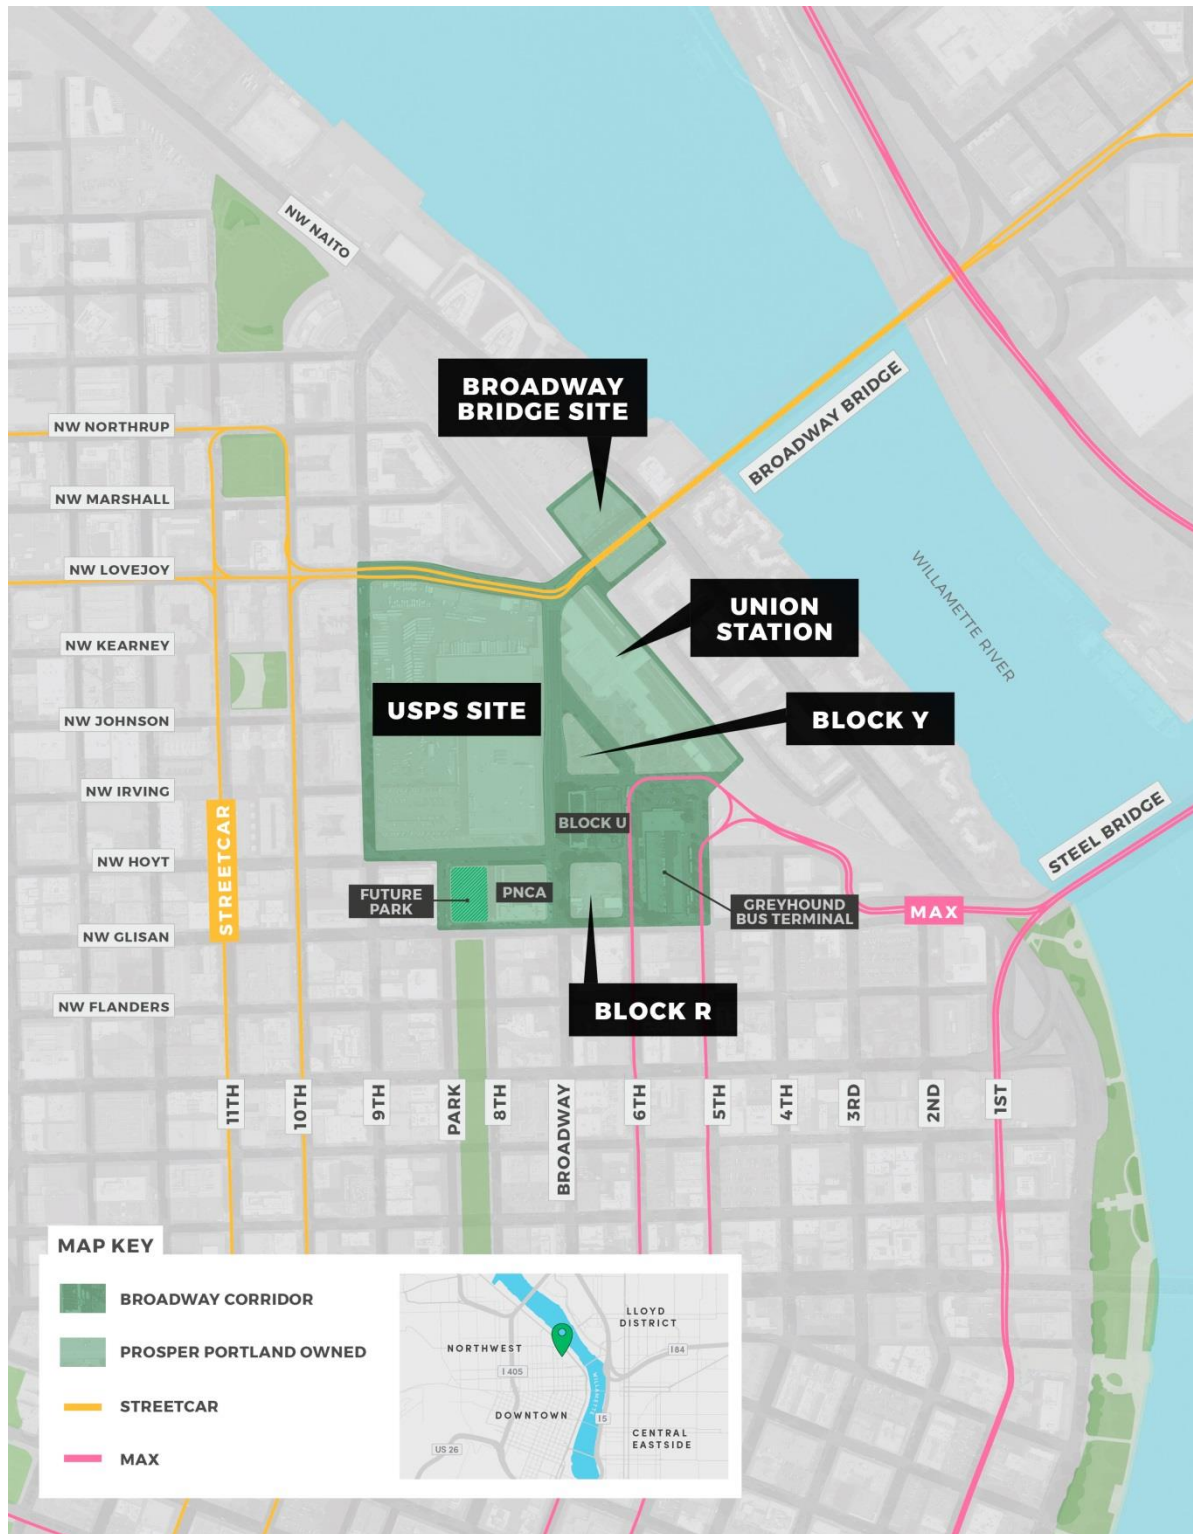 NW NAITO
BROADWAY
BRIDGE SITE
BROADWAY BRIDGE
NW NORTHRUP
NW MARSHALL
NW LOVEJOY
WILLAMETTE RIVER
UNION
STATION
NW KEARNEY
USPS SITE
BLOCK Y
NW JOHNSON
NW IRVING
STREETCAR
BLOCK U
STEEL BRIDGE
NW HOYT
FUTURE
PARK
PNCA
GREYHOUND
BUS TERMINAL
MAX
NW GLISAN
NW FLANDERS
BLOCK R
11TH
10TH
9TH
PARK
8TH
BROADWAY
6TH
5TH
4TH
3RD
2ND
1ST
MAP KEY
BROADWAY CORRIDOR
PROSPER PORTLAND OWNED
STREETCAR
MAX
LLOYD
DISTRICT
NORTHWEST
I 84
I 405
WILLAMETTE
DOWNTOWN
I 5
CENTRAL
EASTSIDE
US 26